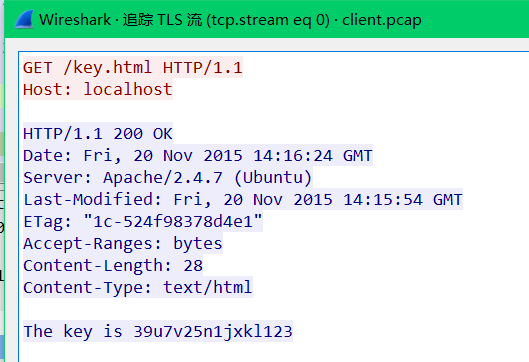 Wireshark · 追踪 TLS 流 (tcp.stream eq 0) · client.pcap
GET /key.html HTTP/1.1
Host: localhost
HTTP/1.1 200 OK
Date: Fri, 20 Nov 2015 14:16:24 GMT
Server: Apache/2.4.7 (Ubuntu)
Last-Modified: Fri, 20 Nov 2015 14:15:54 GMT
ETag: "1c-524f98378d4e1"
Accept-Ranges: bytes
Content-Length: 28
Content-Type: text/html
The key is 39u7v25n1jxkl123